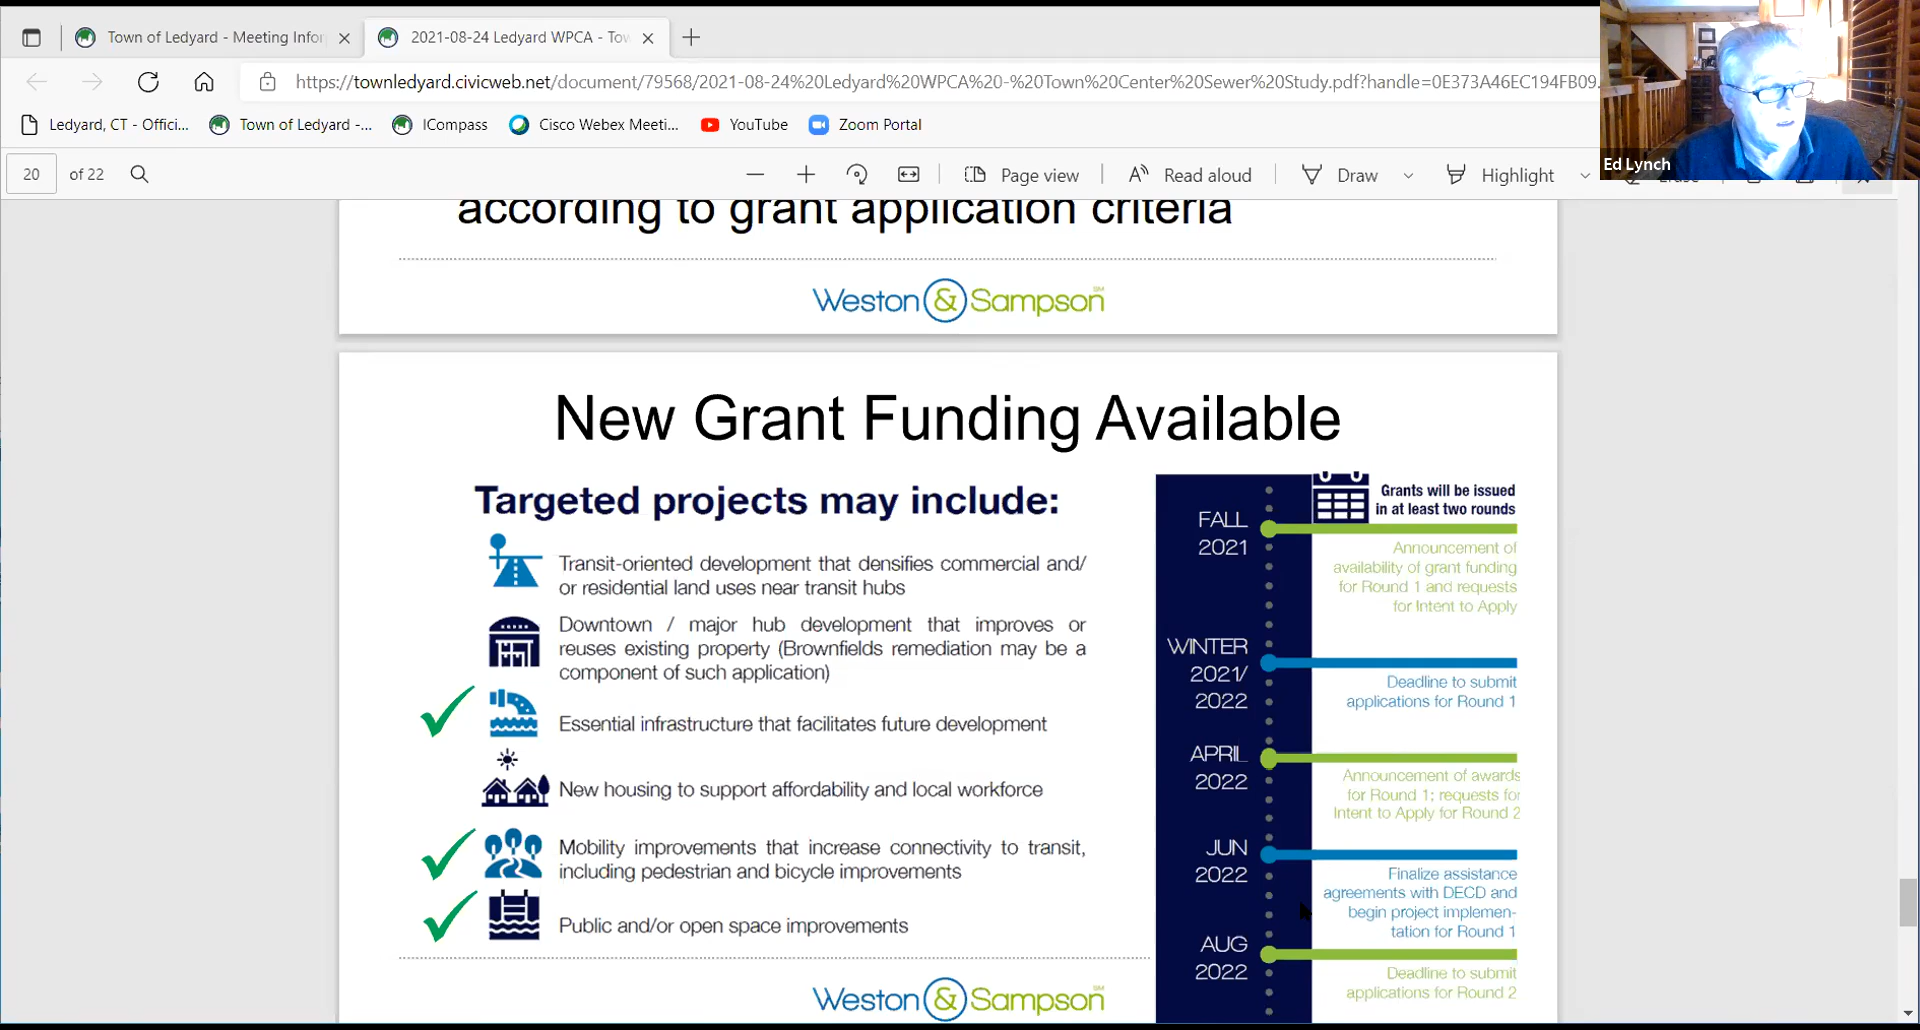 Town of Ledyard - Meeting Infor
2021-08-24 Ledyard WPCA - Tow
https://townledyard.civicweb.net/document/79568/2021-08-24%20Ledyard%20WPCA%20-%20Town%20Center%20Sewer%20Study.pdf?handle=0E373A46EC194FB09
Ledyard, CT - Offici...
Town of Ledyard -...
ICompass
Cisco Webex Meeti...
YouTube
Zoom Portal
Ed Lynch
20 of 22
Page view
Read aloud
Draw
Highlight
Erase
according to grant application criteria
Weston & Sampson SM
New Grant Funding Available
Targeted projects may include:
Transit-oriented development that densifies commercial and/
or residential land uses near transit hubs
Downtown / major hub development that improves or
reuses existing property (Brownfields remediation may be a
component of such application)
Essential infrastructure that facilitates future development
New housing to support affordability and local workforce
Mobility improvements that increase connectivity to transit,
including pedestrian and bicycle improvements
Public and/or open space improvements
Weston & Sampson SM
Grants will be issued
in at least two rounds
FALL
2021
Announcement of
availability of grant funding
for Round 1 and requests
for Intent to Apply
WINTER
2021/
2022
Deadline to submit
applications for Round 1
APRIL
2022
Announcement of awards
for Round 1; requests for
Intent to Apply for Round 2
JUN
2022
Finalize assistance
agreements with DECD and
begin project implemen-
tation for Round 1
AUG
2022
Deadline to submit
applications for Round 2